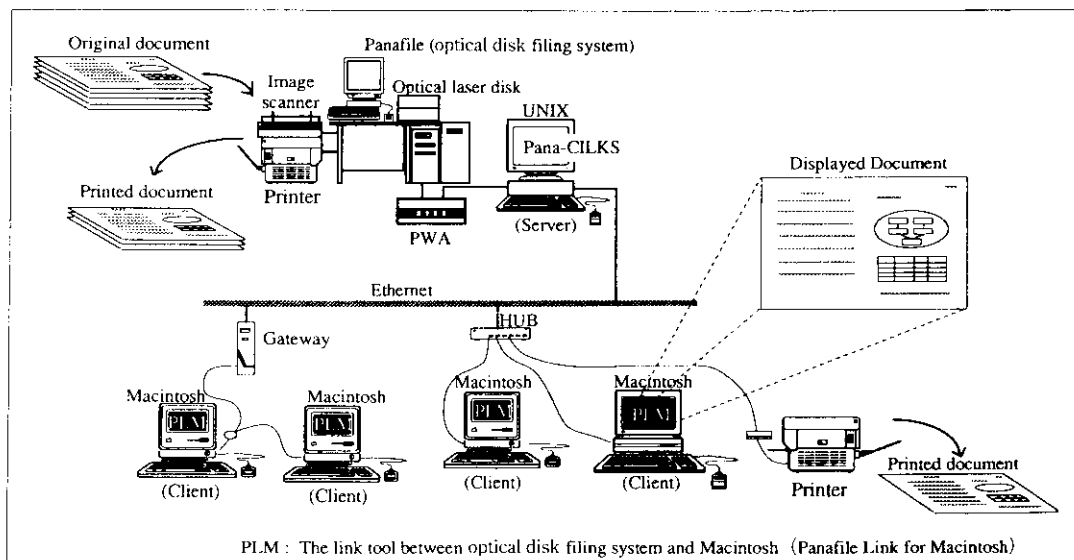 Original document
Panafile (optical disk filing system)
Image
scanner
Optical laser disk
UNIX
Pana-CILKS
Displayed Document
Printed document
Printer
PWA
(Server)
Ethernet
HUB
Gateway
Macintosh
Macintosh
Macintosh
Macintosh
PLM
PLM
PLM
PLM
(Client)
(Client)
(Client)
(Client)
Printer
Printed document
PLM : The link tool between optical disk filing system and Macintosh (Panafile Link for Macintosh)